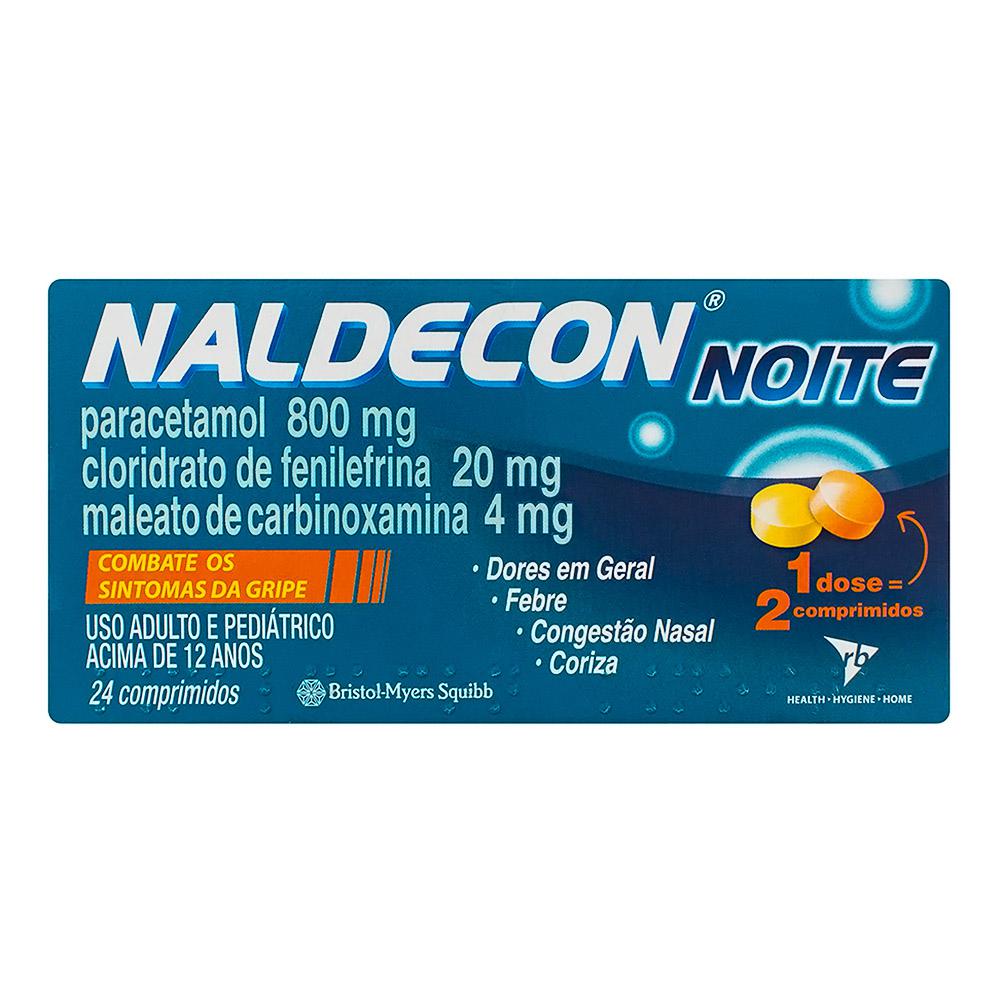 NALDECON® NOITE
paracetamol 800 mg
cloridrato de fenilefrina 20 mg
maleato de carbinoxamina 4 mg
COMBATE OS
SINTOMAS DA GRIPE
USO ADULTO E PEDIÁTRICO
ACIMA DE 12 ANOS
24 comprimidos
Bristol-Myers Squibb
· Dores em Geral
· Febre
· Congestão Nasal
· Coriza
1 dose =
2 comprimidos
rb
HEALTH · HYGIENE · HOME